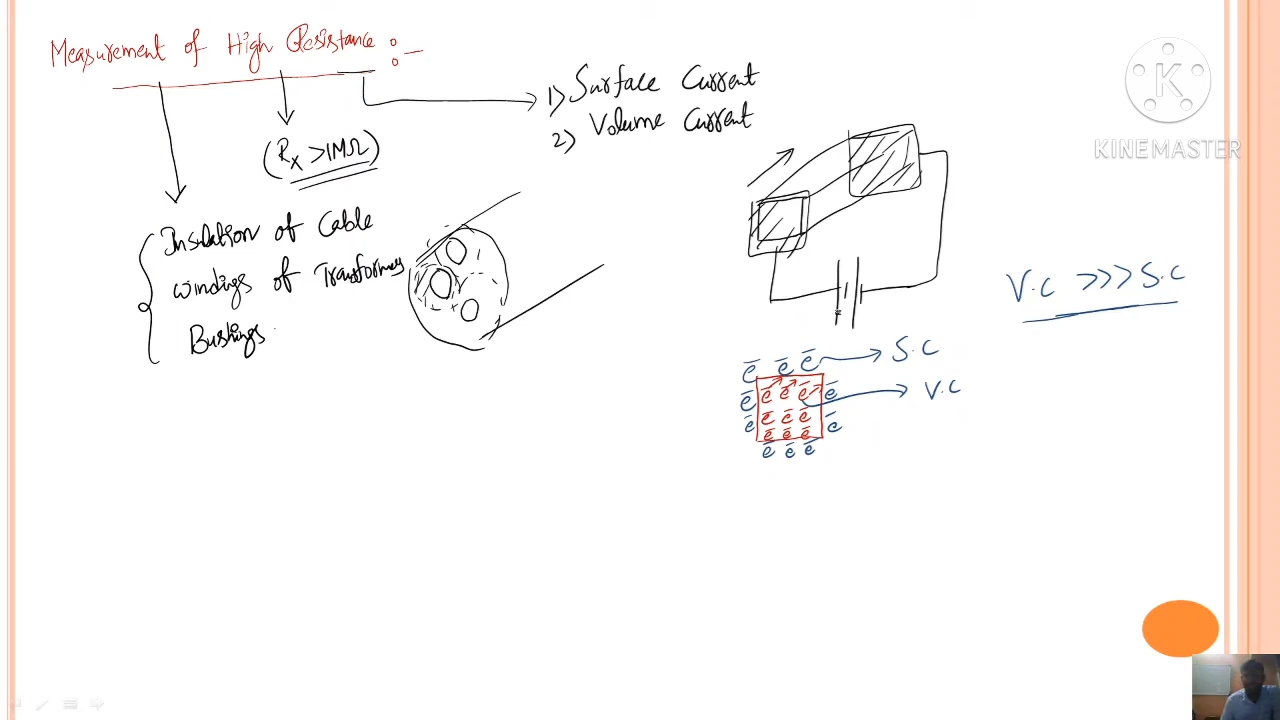 Measurement of High Resistance :-
1) Surface Current
2) Volume Current
(Rx > 1MΩ)
Insulation of Cable
Windings of Transformers
Bushings
K
KINEMASTER
V.C >>> S.C
e̅ e̅ e̅ → S.C
e̅ e̅ e̅ e̅ e̅ → V.C
e̅ e̅ e̅ e̅ e̅
e̅ e̅ e̅
e̅ e̅ e̅